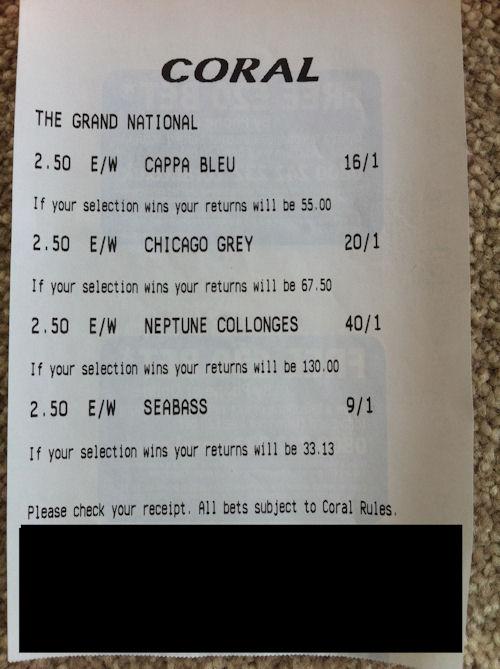 CORAL
THE GRAND NATIONAL
2.50 E/W CAPPA BLEU 16/1
If your selection wins your returns will be 55.00
2.50 E/W CHICAGO GREY 20/1
If your selection wins your returns will be 67.50
2.50 E/W NEPTUNE COLLONGES 40/1
If your selection wins your returns will be 130.00
2.50 E/W SEABASS 9/1
If your selection wins your returns will be 33.13
Please check your receipt. All bets subject to Coral Rules.